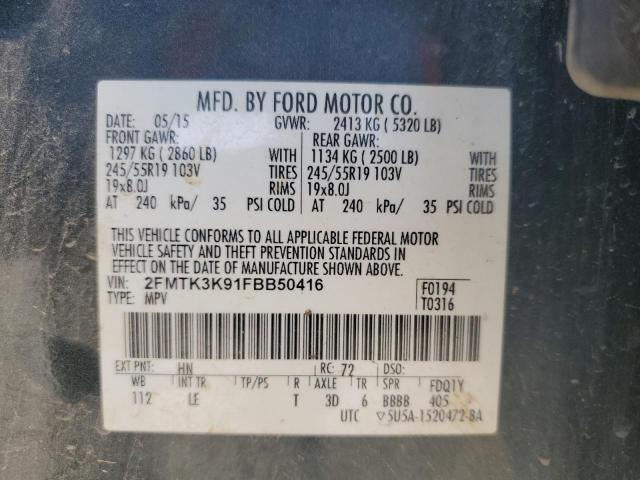 MFD. BY FORD MOTOR CO.
DATE: 05/15 GVWR: 2413 KG ( 5320 LB)
FRONT GAWR: REAR GAWR:
1297 KG ( 2860 LB) WITH 1134 KG ( 2500 LB) WITH
245/55R19 103V TIRES 245/55R19 103V TIRES
19x8.0J RIMS 19x8.0J RIMS
AT 240 kPa/ 35 PSI COLD AT 240 kPa/ 35 PSI COLD
THIS VEHICLE CONFORMS TO ALL APPLICABLE FEDERAL MOTOR
VEHICLE SAFETY AND THEFT PREVENTION STANDARDS IN
EFFECT ON THE DATE OF MANUFACTURE SHOWN ABOVE.
VIN: 2FMTK3K91FBB50416 F0194
TYPE: MPV T0316
EXT PNT: HN RC: 72 DSO:
WB INT TR TP/PS R AXLE TR SPR FDQ1Y
112 LE T 3D 6 BBBB 405
UTC ▽5U5A-1520472-BA